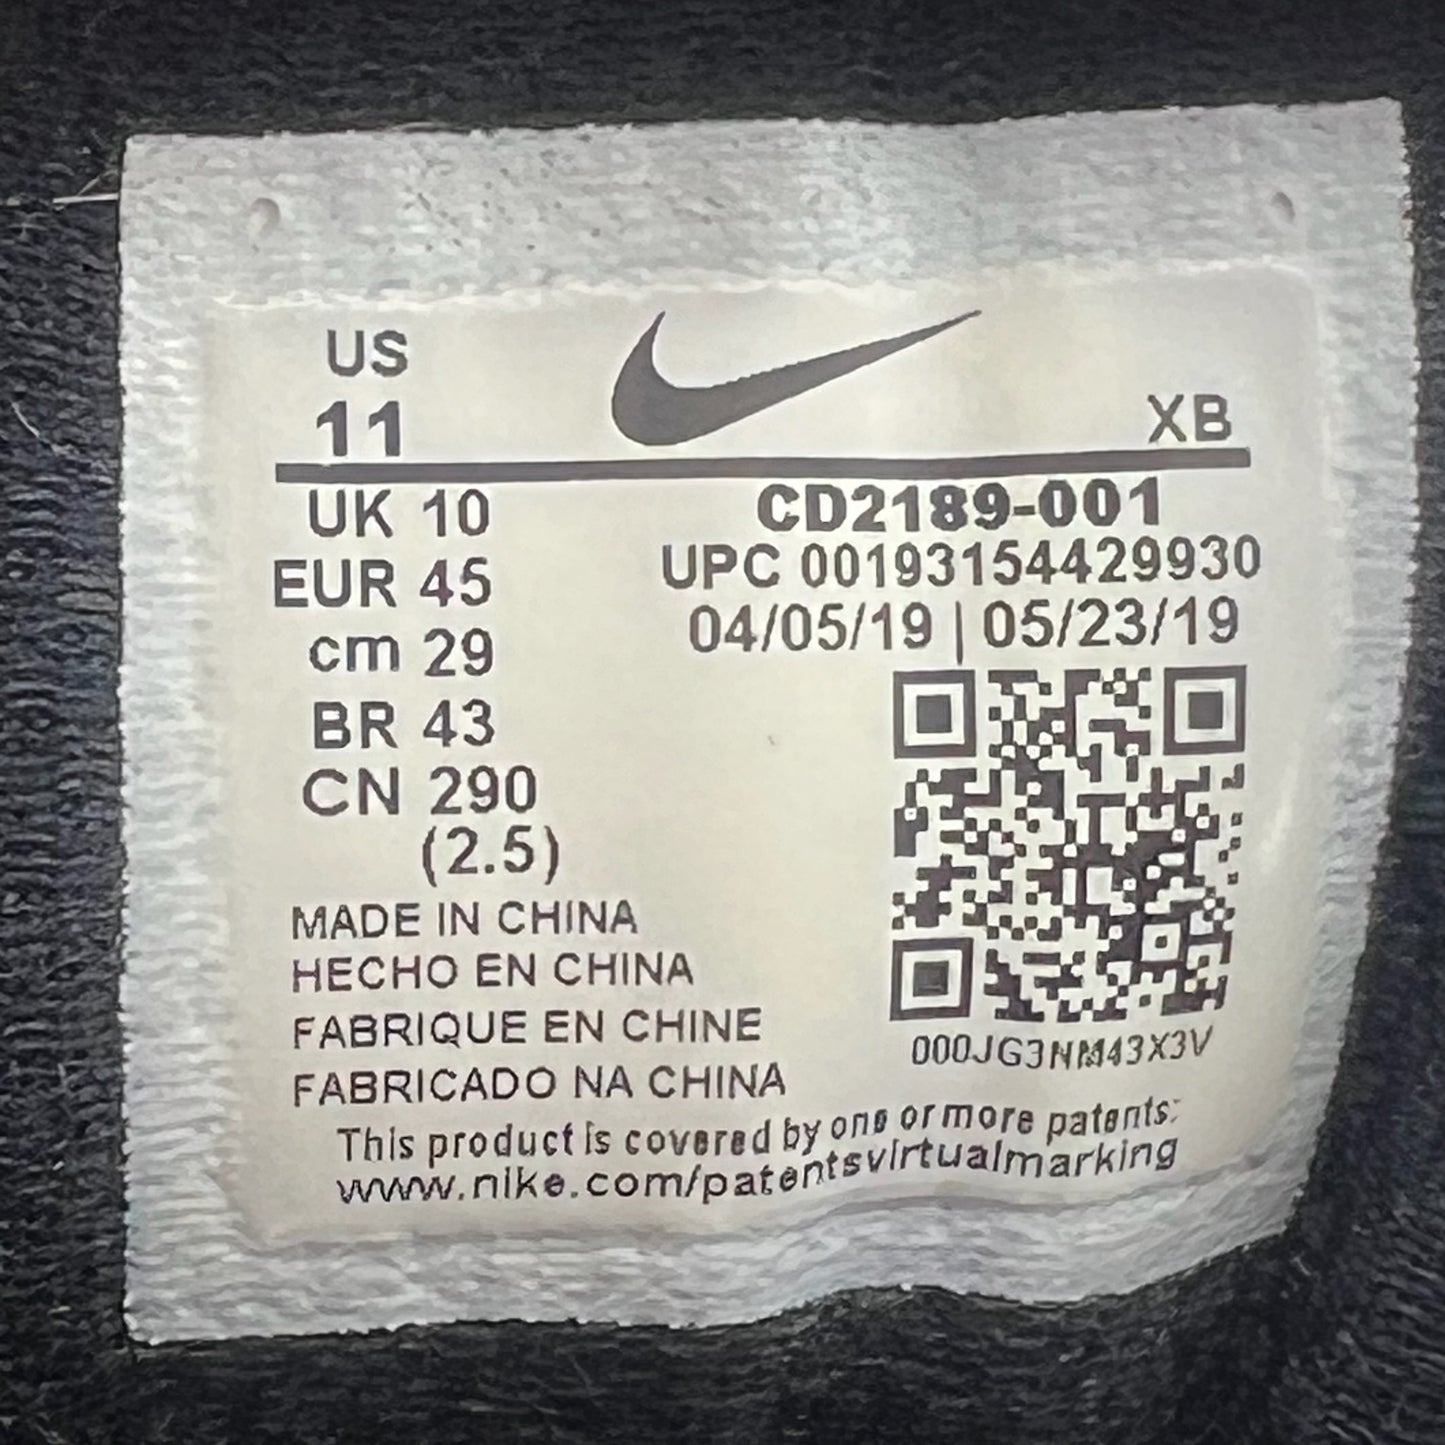 US
11
XB
UK 10
EUR 45
cm 29
BR 43
CN 290
(2.5)
CD2189-001
UPC 00193154429930
04/05/19 | 05/23/19
000JG3NM43X3V
MADE IN CHINA
HECHO EN CHINA
FABRIQUE EN CHINE
FABRICADO NA CHINA
This product is covered by one or more patents:
www.nike.com/patentsvirtualmarking